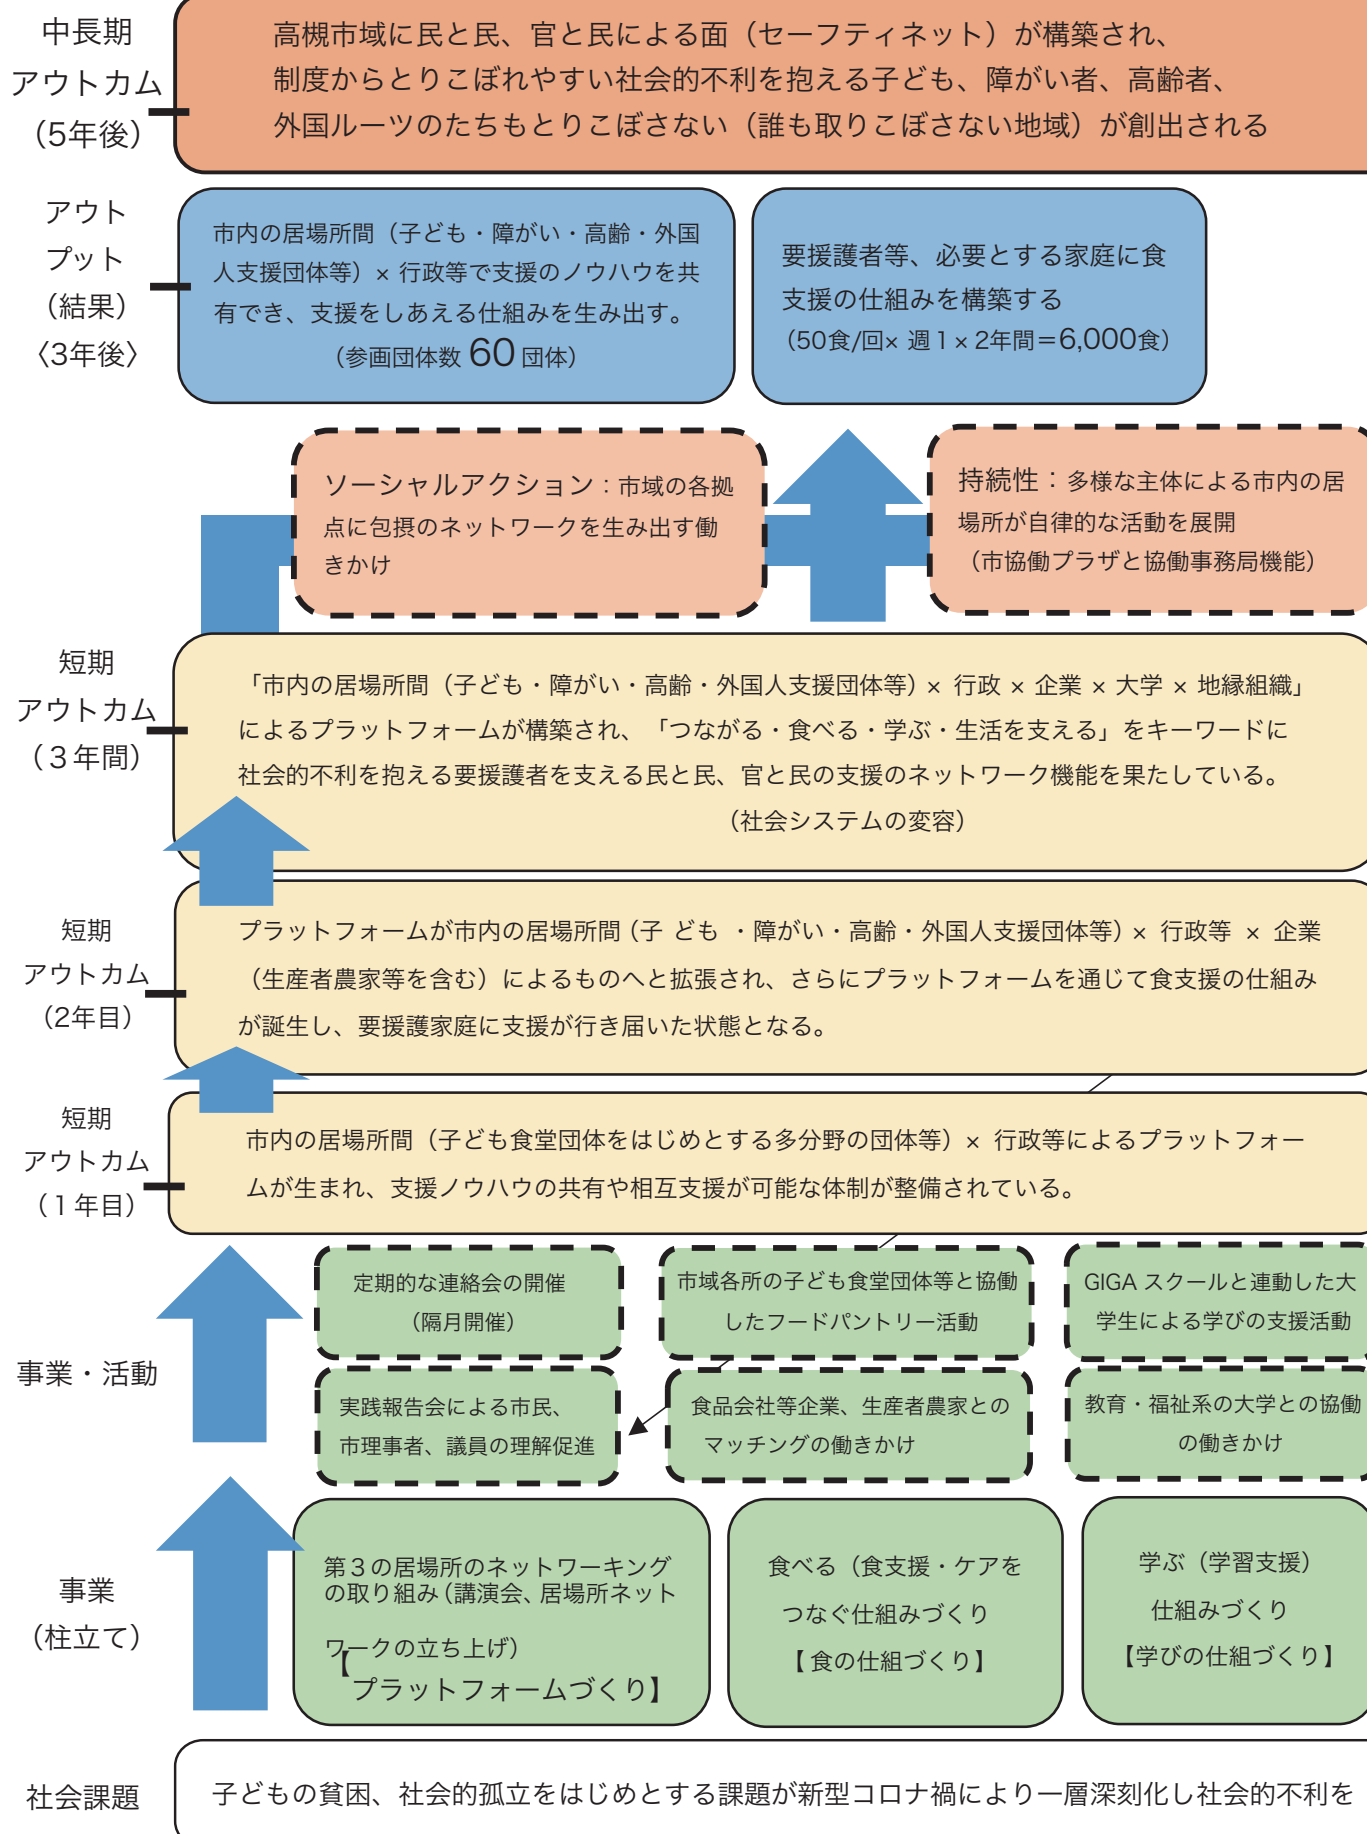 中長期
アウトカム
（5年後）
高槻市域に民と民、官と民による面（セーフティネット）が構築され、
制度からとりこぼれやすい社会的不利を抱える子ども、障がい者、高齢者、
外国ルーツのたちもとりこぼさない（誰も取りこぼさない地域）が創出される
アウト
プット
（結果）
〈3年後〉
市内の居場所間（子ども・障がい・高齢・外国
人支援団体等）× 行政等で支援のノウハウを共
有でき、支援をしあえる仕組みを生み出す。
（参画団体数 60 団体）
要援護者等、必要とする家庭に食
支援の仕組みを構築する
（50食/回× 週１× 2年間＝6,000食）
ソーシャルアクション：市域の各拠
点に包摂のネットワークを生み出す働
きかけ
持続性：多様な主体による市内の居
場所が自律的な活動を展開
（市協働プラザと協働事務局機能）
短期
アウトカム
（３年間）
「市内の居場所間（子ども・障がい・高齢・外国人支援団体等）× 行政 × 企業 × 大学 × 地縁組織」
によるプラットフォームが構築され、「つながる・食べる・学ぶ・生活を支える」をキーワードに
社会的不利を抱える要援護者を支える民と民、官と民の支援のネットワーク機能を果たしている。
（社会システムの変容）
短期
アウトカム
（2年目）
プラットフォームが市内の居場所間（子 ども ・障がい・高齢・外国人支援団体等）× 行政等 × 企業
（生産者農家等を含む）によるものへと拡張され、さらにプラットフォームを通じて食支援の仕組み
が誕生し、要援護家庭に支援が行き届いた状態となる。
短期
アウトカム
（１年目）
市内の居場所間（子ども食堂団体をはじめとする多分野の団体等）× 行政等によるプラットフォー
ムが生まれ、支援ノウハウの共有や相互支援が可能な体制が整備されている。
事業・活動
定期的な連絡会の開催
（隔月開催）
市域各所の子ども食堂団体等と協働
したフードパントリー活動
GIGA スクールと連動した大
学生による学びの支援活動
実践報告会による市民、
市理事者、議員の理解促進
食品会社等企業、生産者農家との
マッチングの働きかけ
教育・福祉系の大学との協働
の働きかけ
事業
（柱立て）
第３の居場所のネットワーキング
の取り組み（講演会、居場所ネット
ワークの立ち上げ）
【プラットフォームづくり】
食べる（食支援・ケアを
つなぐ仕組みづくり
【 食の仕組づくり】
学ぶ（学習支援）
仕組みづくり
【学びの仕組づくり】
社会課題
子どもの貧困、社会的孤立をはじめとする課題が新型コロナ禍により一層深刻化し社会的不利を